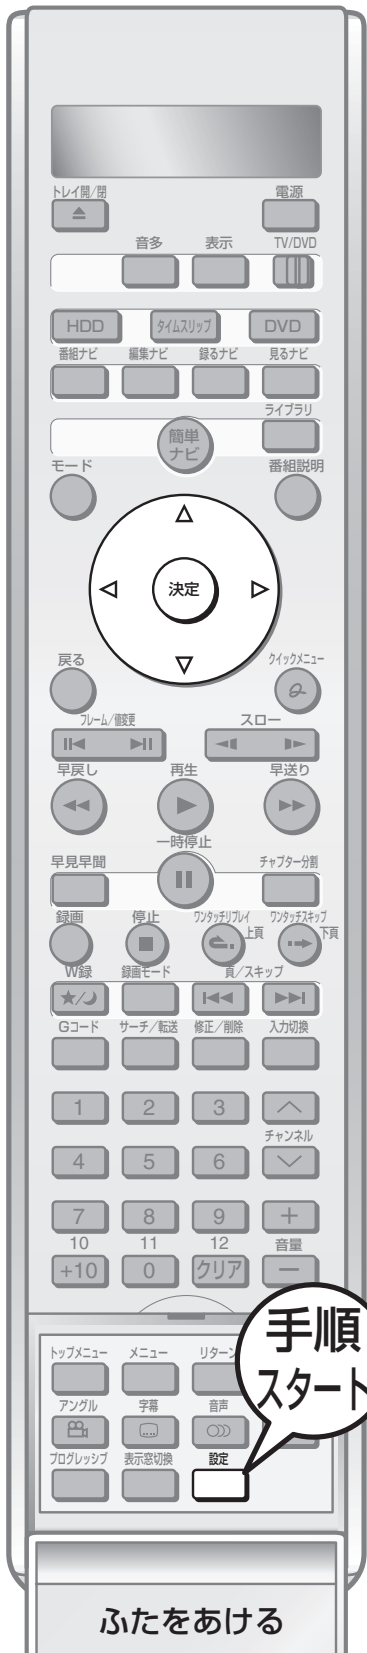 トレイ開/閉 電源
音多 表示 TV/DVD
HDD タイムスリップ DVD
番組ナビ 編集ナビ 録るナビ 見るナビ
ライブラリ
簡単
ナビ
モード 番組説明
決定
戻る クイックメニュー
フレーム/値変更 スロー
早戻し 再生 早送り
一時停止
早見早聞 チャプター分割
録画 停止 ワンタッチリプレイ ワンタッチスキップ
上頁 下頁
W録 録画モード 頁/スキップ
Gコード サーチ/転送 修正/削除 入力切換
1 2 3
チャンネル
4 5 6
7 8 9 +
10 11 12 音量
+10 0 クリア −
手順
スタート
トップメニュー メニュー リターン
アングル 字幕 音声
プログレッシブ 表示窓切換 設定
ふたをあける